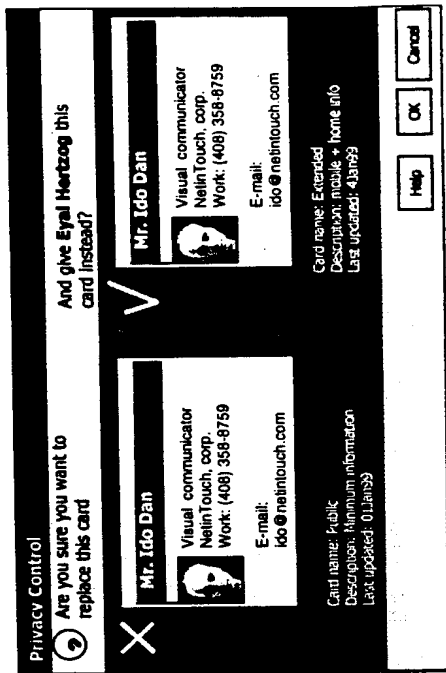 Privacy Control
Are you sure you want to
replace this card
And give Eyal Hertzog this
card instead?
Mr. Ido Dan
Visual communicator
NetinTouch, corp.
Work: (408) 358-8759
E-mail:
ido@netintouch.com
Card name: Public
Description: Minimum information
Last updated: 01Jan99
Mr. Ido Dan
Visual communicator
NetinTouch, corp.
Work: (408) 358-8759
E-mail:
ido@netintouch.com
Card name: Extended
Description: mobile + home info
Last updated: 4Jan99
Help
OK
Cancel